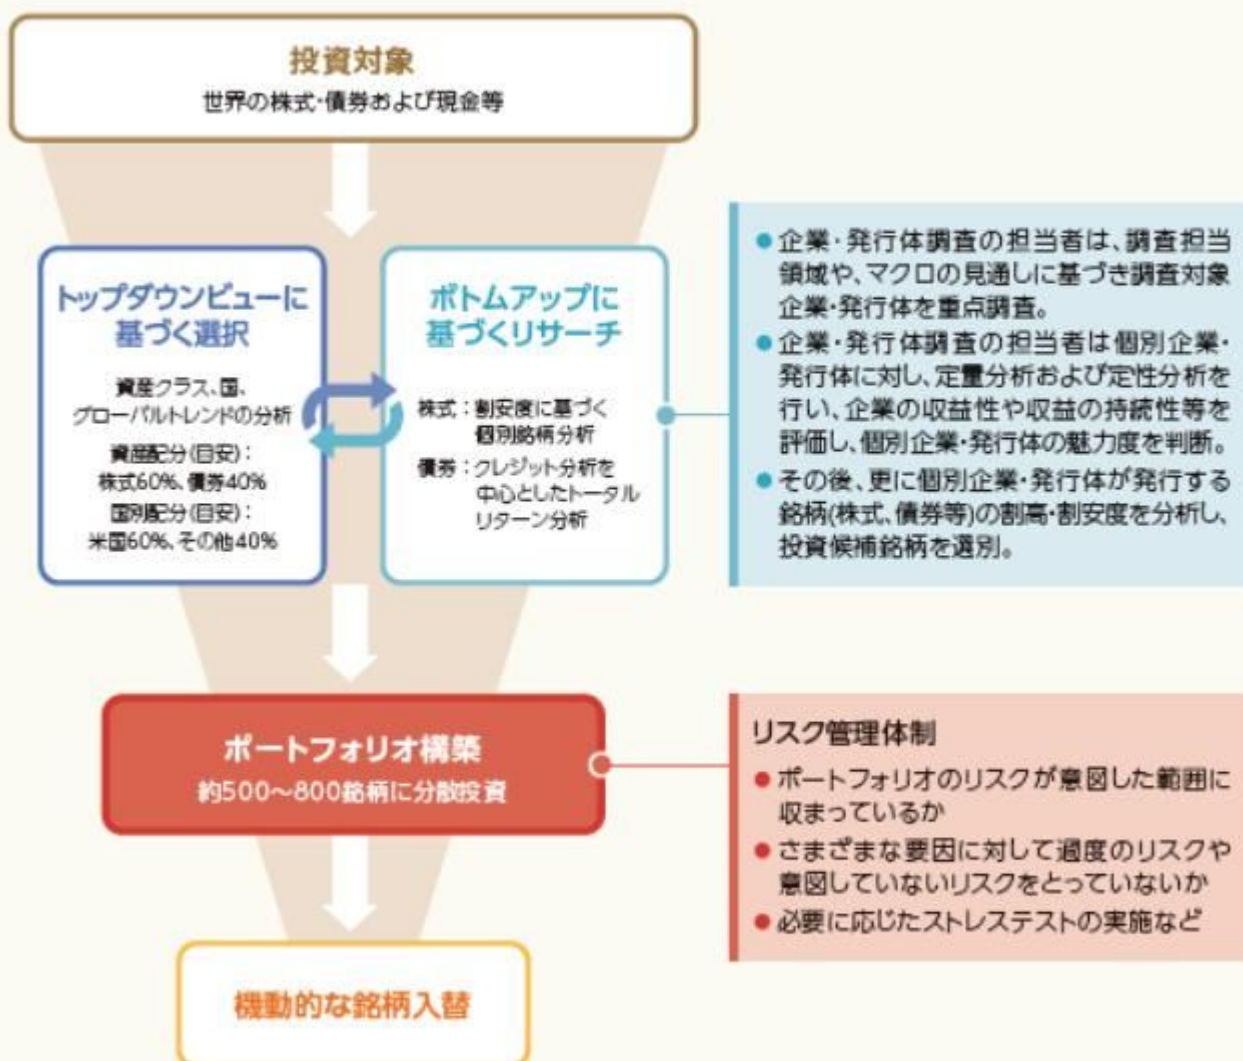 投資対象
世界の株式・債券および現金等
トップダウンビューに
基づく選択
資産クラス、国、
グローバルトレンドの分析
資産配分(目安)：
株式60%、債券40%
国別配分(目安)：
米国60%、その他40%
ボトムアップに
基づくリサーチ
株式：割安度に基づく
個別銘柄分析
債券：クレジット分析を
中心としたトータル
リターン分析
●企業・発行体調査の担当者は、調査担当
領域や、マクロの見通しに基づき調査対象
企業・発行体を重点調査。
●企業・発行体調査の担当者は個別企業・
発行体に対し、定量分析および定性分析を
行い、企業の収益性や収益の持続性等を
評価し、個別企業・発行体の魅力度を判断。
●その後、更に個別企業・発行体が発行する
銘柄(株式、債券等)の割高・割安度を分析し、
投資候補銘柄を選別。
ポートフォリオ構築
約500～800銘柄に分散投資
リスク管理体制
●ポートフォリオのリスクが意図した範囲に
収まっているか
●さまざまな要因に対して過度のリスクや
意図していないリスクをとっていないか
●必要に応じたストレステストの実施など
機動的な銘柄入替